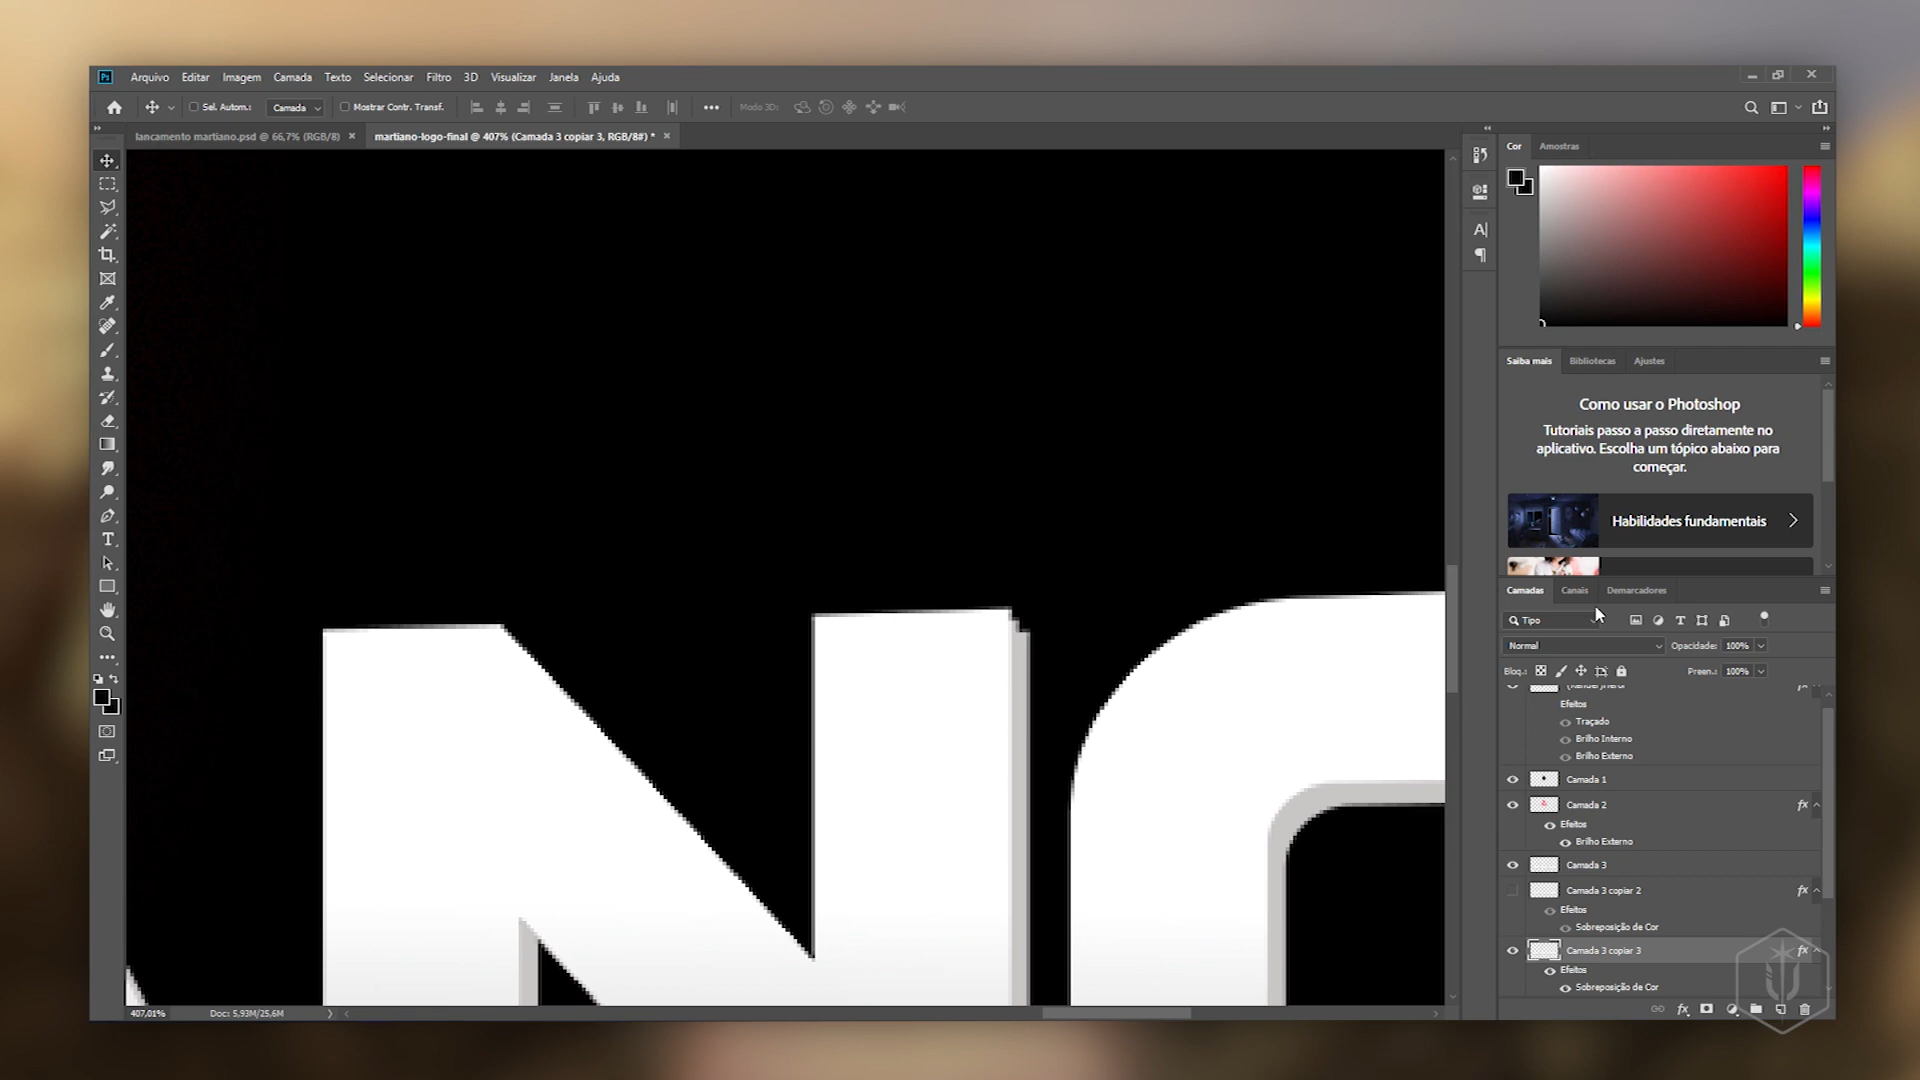 Ps Arquivo Editar Imagem Camada Texto Selecionar Filtro 3D Visualizar Janela Ajuda
Sel. Autom.: Camada Mostrar Contr. Transf. Modo 3D:
lancamento martiano.psd @ 66,7% (RGB/8) martiano-logo-final @ 407% (Camada 3 copiar 3, RGB/8#) *
Cor Amostras
Saiba mais Bibliotecas Ajustes
Como usar o Photoshop
Tutoriais passo a passo diretamente no
aplicativo. Escolha um tópico abaixo para
começar.
Habilidades fundamentais
Camadas Canais Demarcadores
Tipo
Normal Opacidade: 100%
Bloq.: Preen.: 100%
Efeitos
Traçado
Brilho Interno
Brilho Externo
Camada 1
Camada 2 fx
Efeitos
Brilho Externo
Camada 3
Camada 3 copiar 2 fx
Efeitos
Sobreposição de Cor
Camada 3 copiar 3 fx
Efeitos
Sobreposição de Cor
407,01% Doc: 5,93M/25,6M